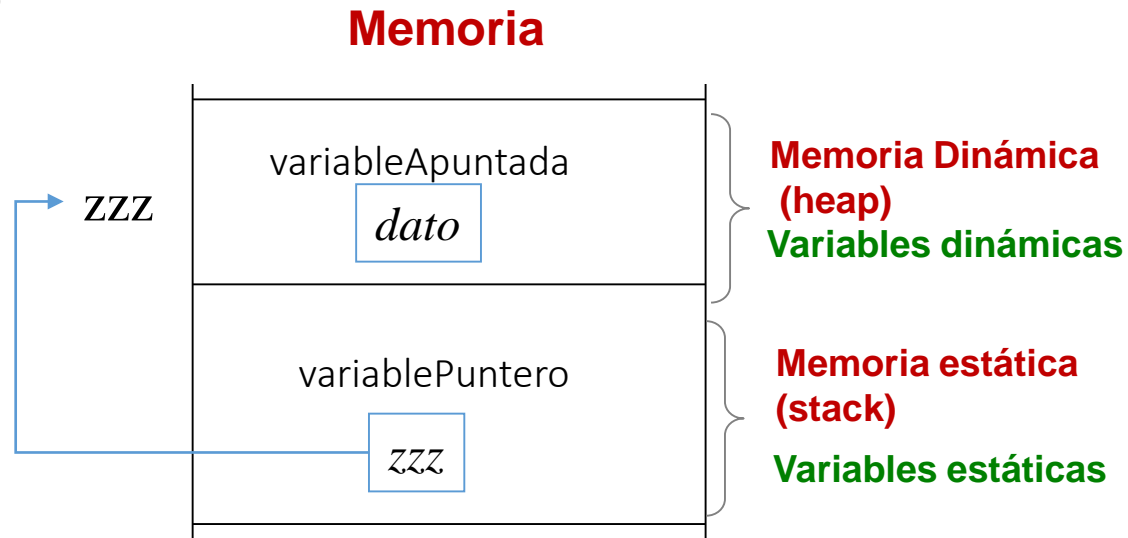 Memoria
variableApuntada
dato
zzz
Memoria Dinámica
(heap)
Variables dinámicas
variablePuntero
zzz
Memoria estática
(stack)
Variables estáticas